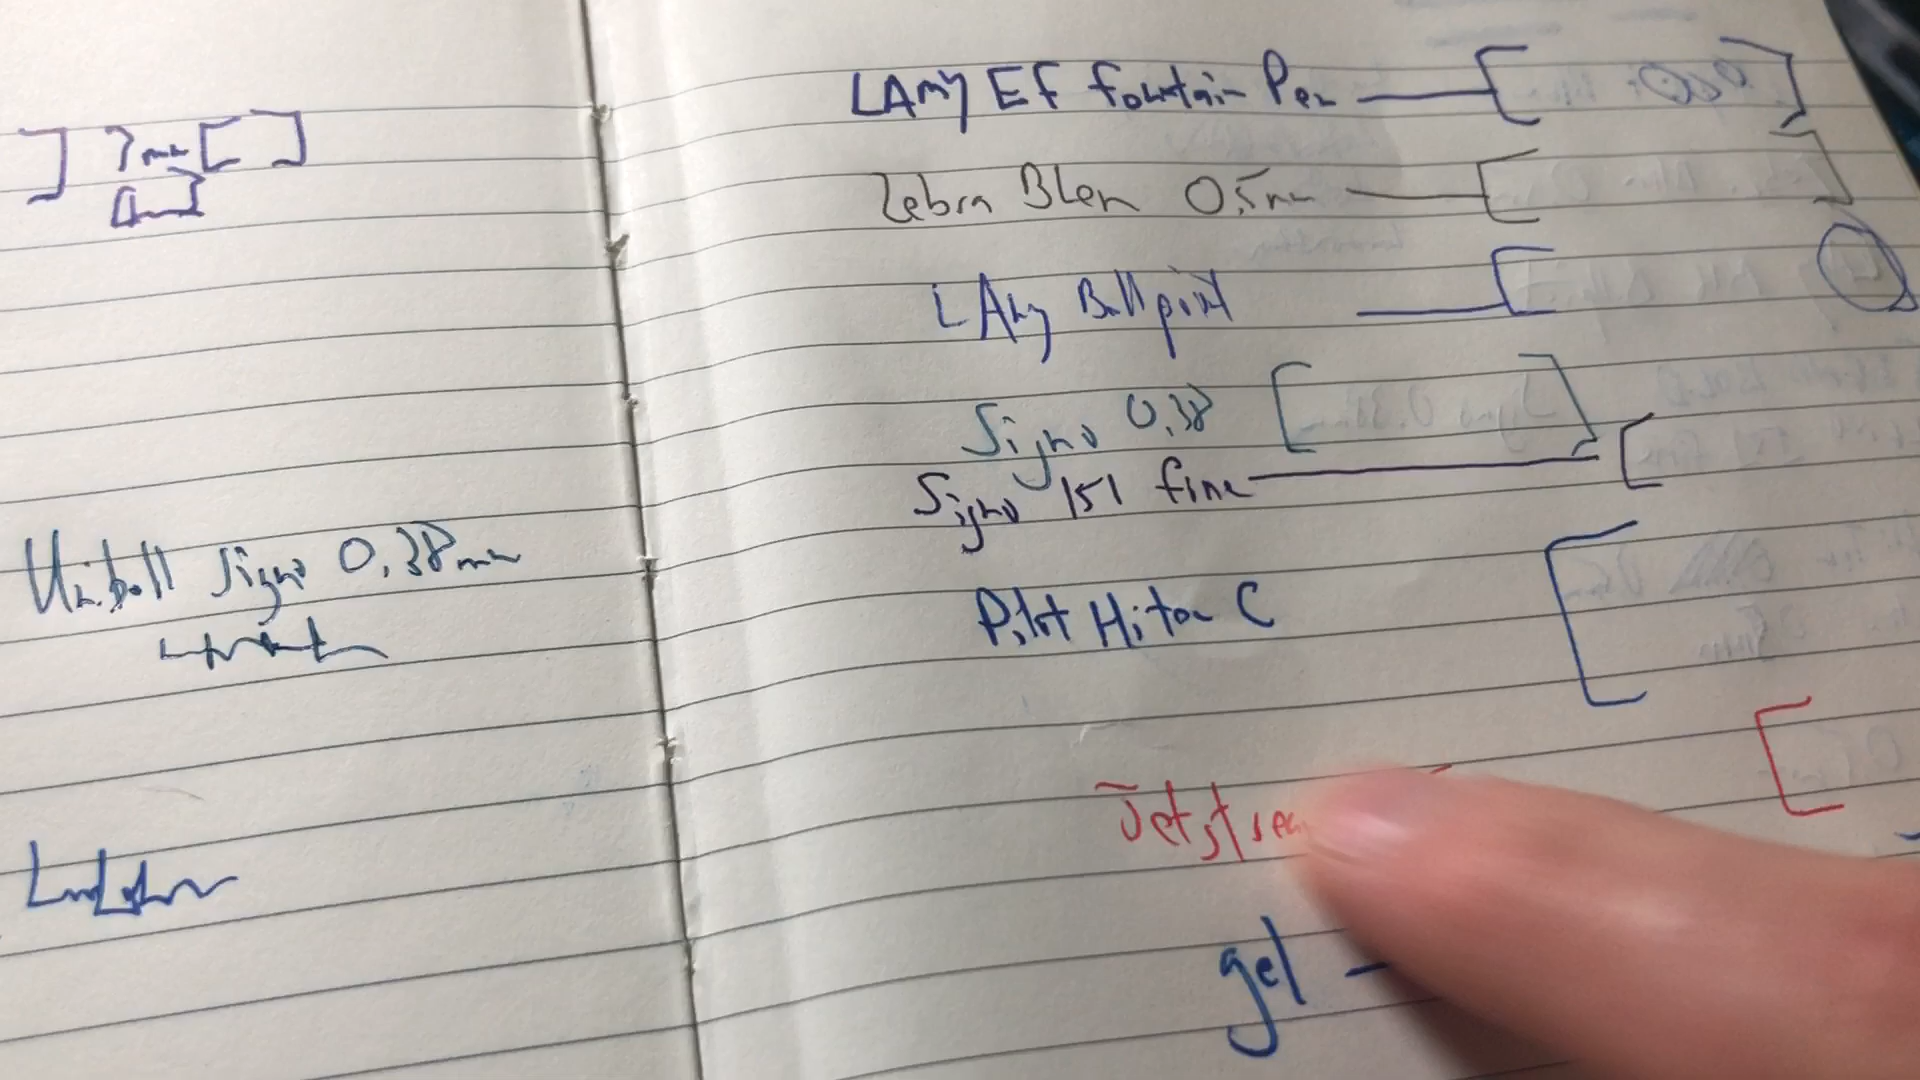 7mm
Uniball Signo 0.38mm
LAMY EF fountain Pen
Zebra Blen 0.5mm
LAMY Ballpoint
Signo 0.38
Signo 151 fine
Pilot Hitec C
Jetstream
gel